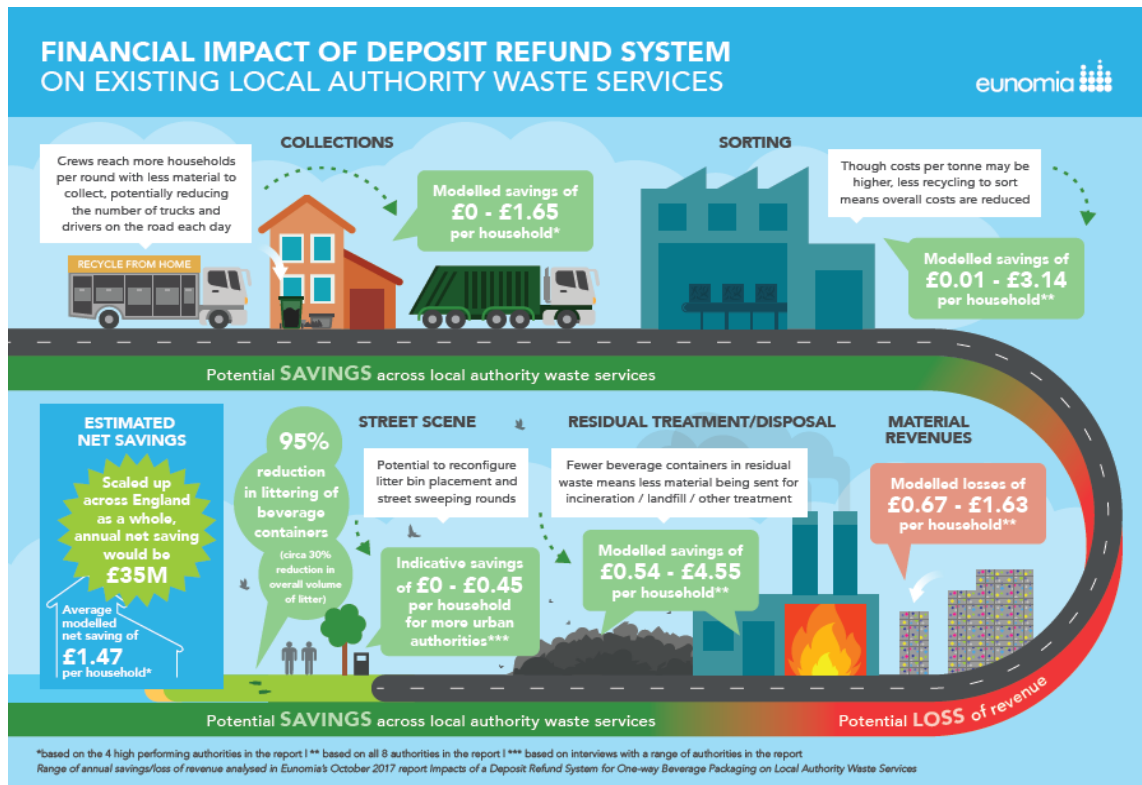 FINANCIAL IMPACT OF DEPOSIT REFUND SYSTEM
ON EXISTING LOCAL AUTHORITY WASTE SERVICES
eunomia
COLLECTIONS
Crews reach more households
per round with less material to
collect, potentially reducing
the number of trucks and
drivers on the road each day
RECYCLE FROM HOME
Modelled savings of
£0 - £1.65
per household*
SORTING
Though costs per tonne may be
higher, less recycling to sort
means overall costs are reduced
Modelled savings of
£0.01 - £3.14
per household**
Potential SAVINGS across local authority waste services
ESTIMATED
NET SAVINGS
Scaled up
across England
as a whole,
annual net saving
would be
£35M
Average
modelled
net saving of
£1.47
per household*
95%
reduction
in littering of
beverage
containers
(circa 30%
reduction in
overall volume
of litter)
STREET SCENE
Potential to reconfigure
litter bin placement and
street sweeping rounds
Indicative savings
of £0 - £0.45
per household
for more urban
authorities***
RESIDUAL TREATMENT/DISPOSAL
Fewer beverage containers in residual
waste means less material being sent for
incineration / landfill / other treatment
Modelled savings of
£0.54 - £4.55
per household**
MATERIAL
REVENUES
Modelled losses of
£0.67 - £1.63
per household**
Potential SAVINGS across local authority waste services
Potential LOSS of revenue
*based on the 4 high performing authorities in the report I ** based on all 8 authorities in the report I *** based on interviews with a range of authorities in the report
Range of annual savings/loss of revenue analysed in Eunomia's October 2017 report Impacts of a Deposit Refund System for One-way Beverage Packaging on Local Authority Waste Services